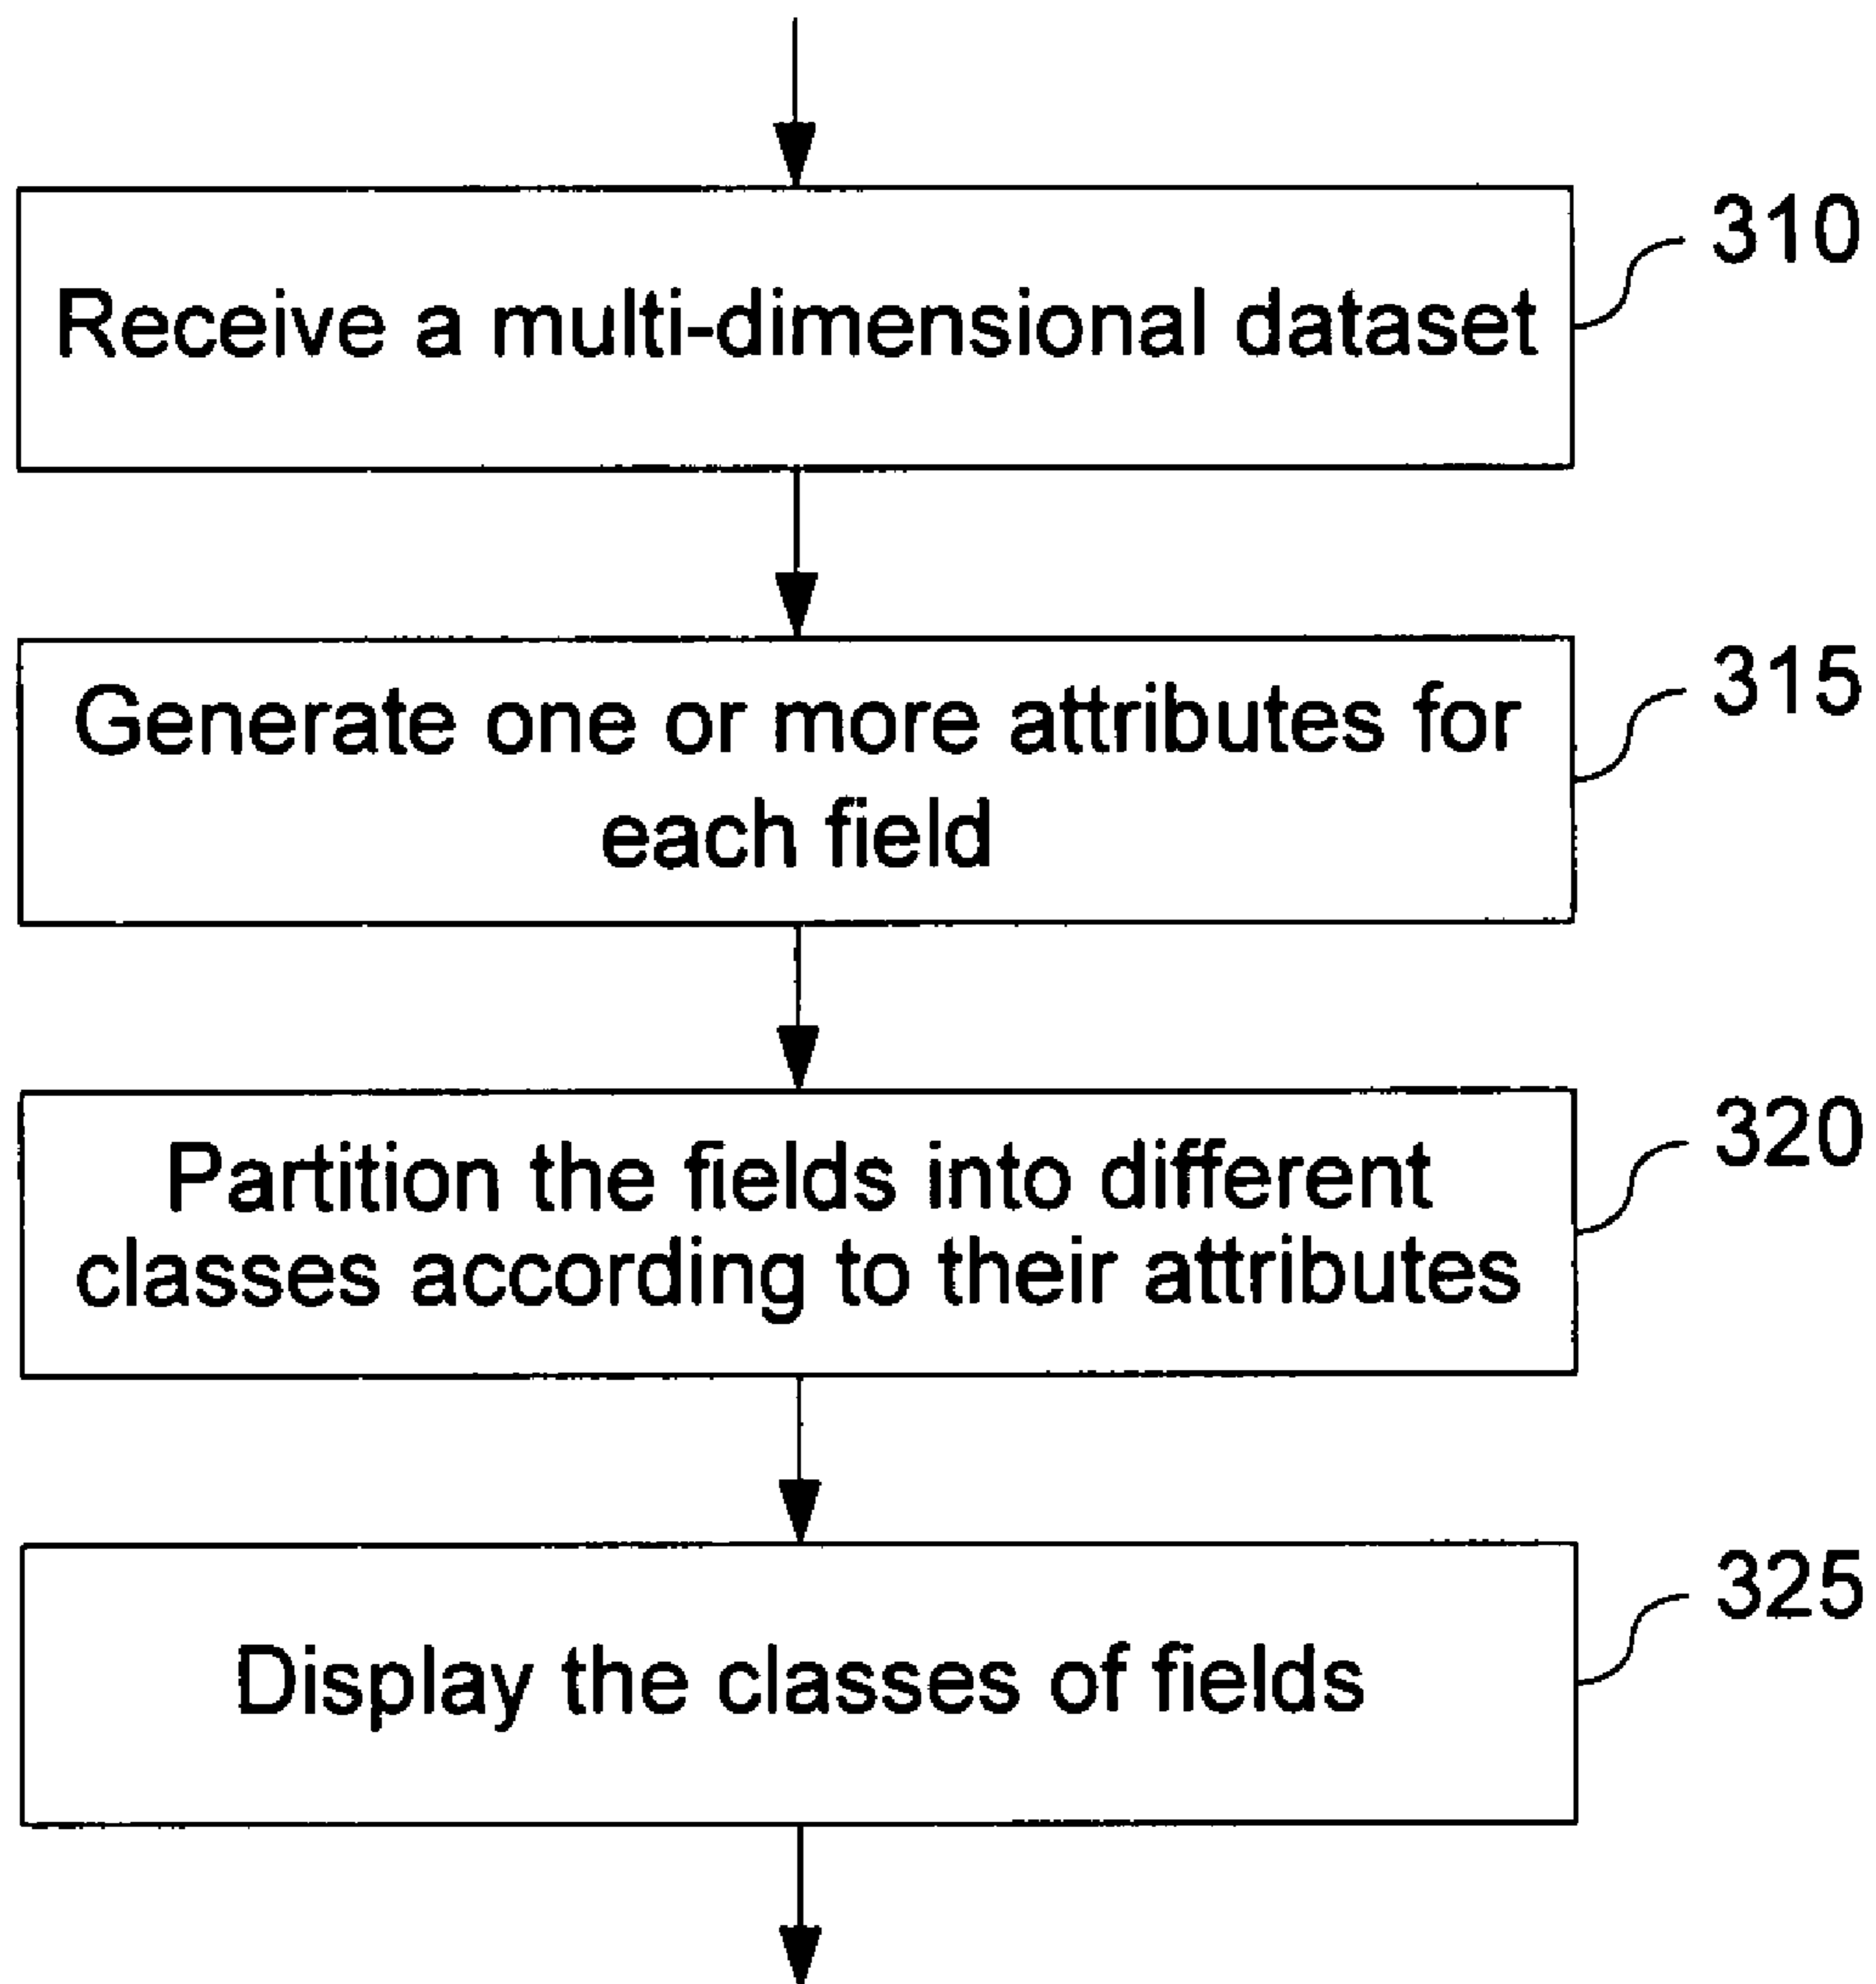 310
Receive a multi-dimensional dataset
315
Generate one or more attributes for
each field
320
Partition the fields into different
classes according to their attributes
325
Display the classes of fields